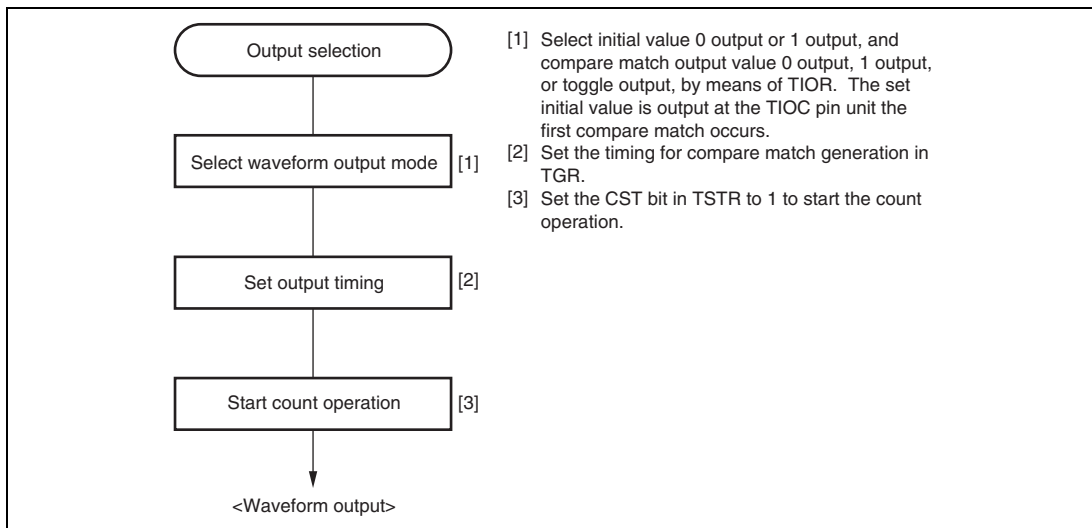 Output selection
Select waveform output mode [1]
Set output timing [2]
Start count operation [3]
<Waveform output>
[1] Select initial value 0 output or 1 output, and
compare match output value 0 output, 1 output,
or toggle output, by means of TIOR. The set
initial value is output at the TIOC pin unit the
first compare match occurs.
[2] Set the timing for compare match generation in
TGR.
[3] Set the CST bit in TSTR to 1 to start the count
operation.